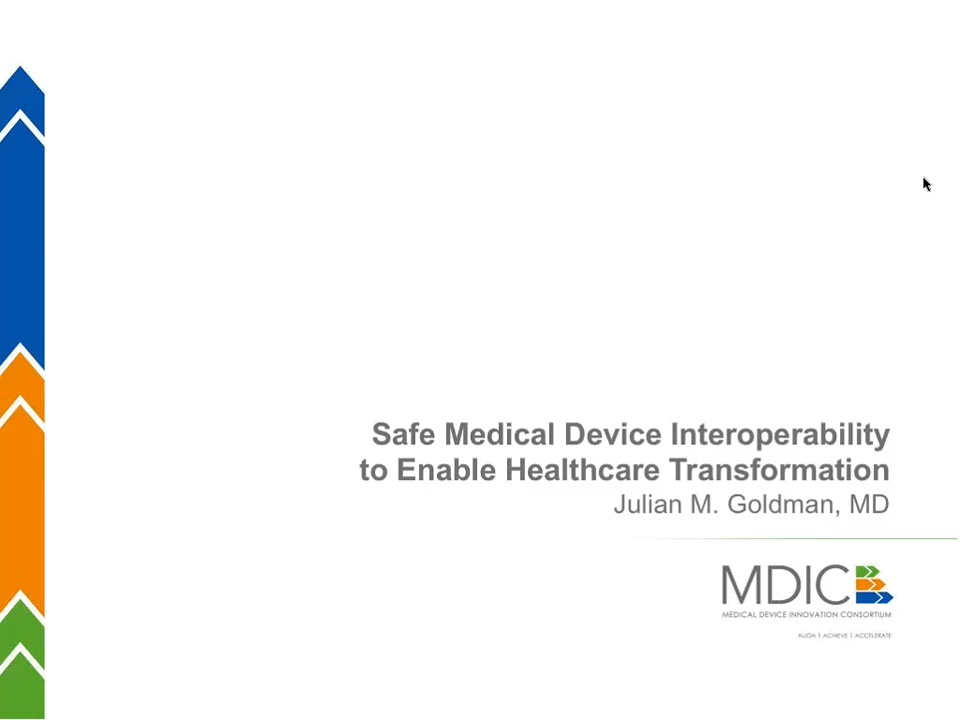 Safe Medical Device Interoperability
to Enable Healthcare Transformation
Julian M. Goldman, MD
MDIC
MEDICAL DEVICE INNOVATION CONSORTIUM
ALIGN | ACHIEVE | ACCELERATE